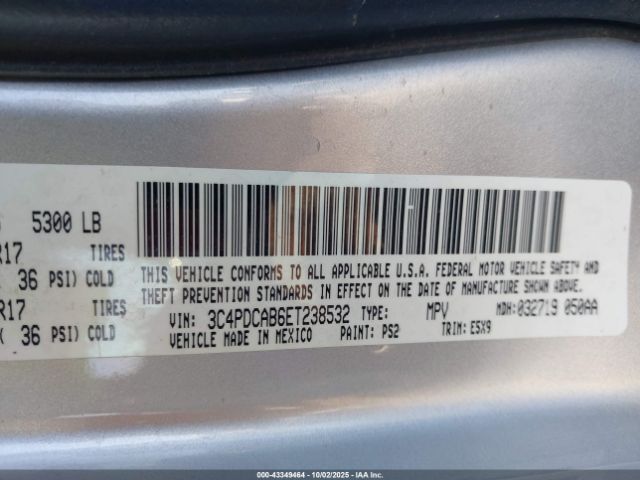 5300 LB
R17 TIRES
36 PSI) COLD
R17 TIRES
( 36 PSI) COLD
THIS VEHICLE CONFORMS TO ALL APPLICABLE U.S.A. FEDERAL MOTOR VEHICLE SAFETY AND
THEFT PREVENTION STANDARDS IN EFFECT ON THE DATE OF MANUFACTURE SHOWN ABOVE.
VIN: 3C4PDCAB6ET238532 TYPE: MPV MDH:032719 050AA
VEHICLE MADE IN MEXICO PAINT: PS2 TRIM: E5X9
000-43349464 | 10/02/2025 | IAAI.COM